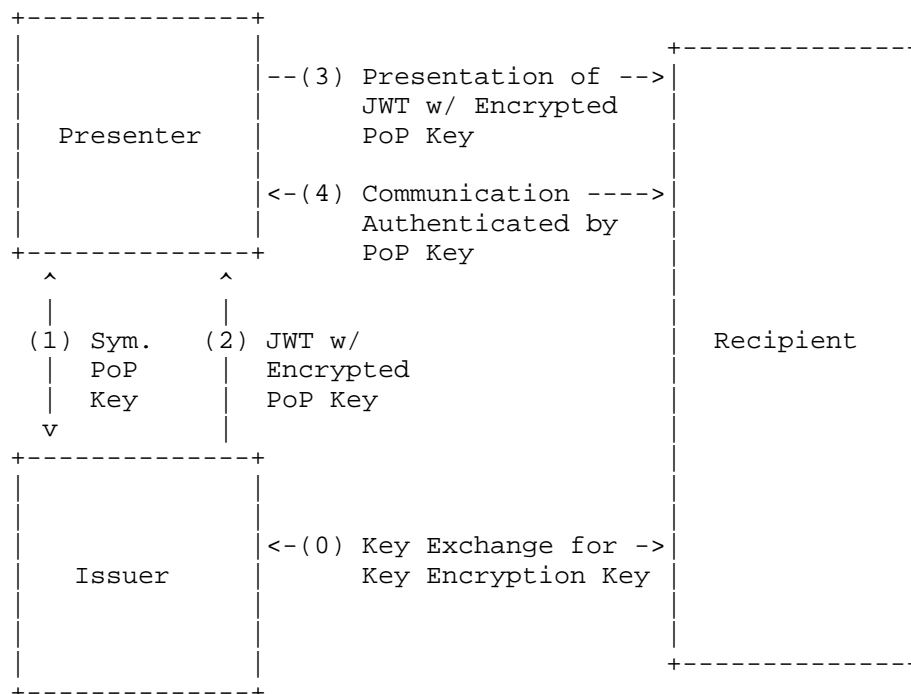 --(3) Presentation of -->
JWT w/ Encrypted
Presenter PoP Key
<-(4) Communication ---->
Authenticated by
PoP Key
(1) Sym. (2) JWT w/ Recipient
PoP Encrypted
Key PoP Key
v
<-(0) Key Exchange for ->
Issuer Key Encryption Key